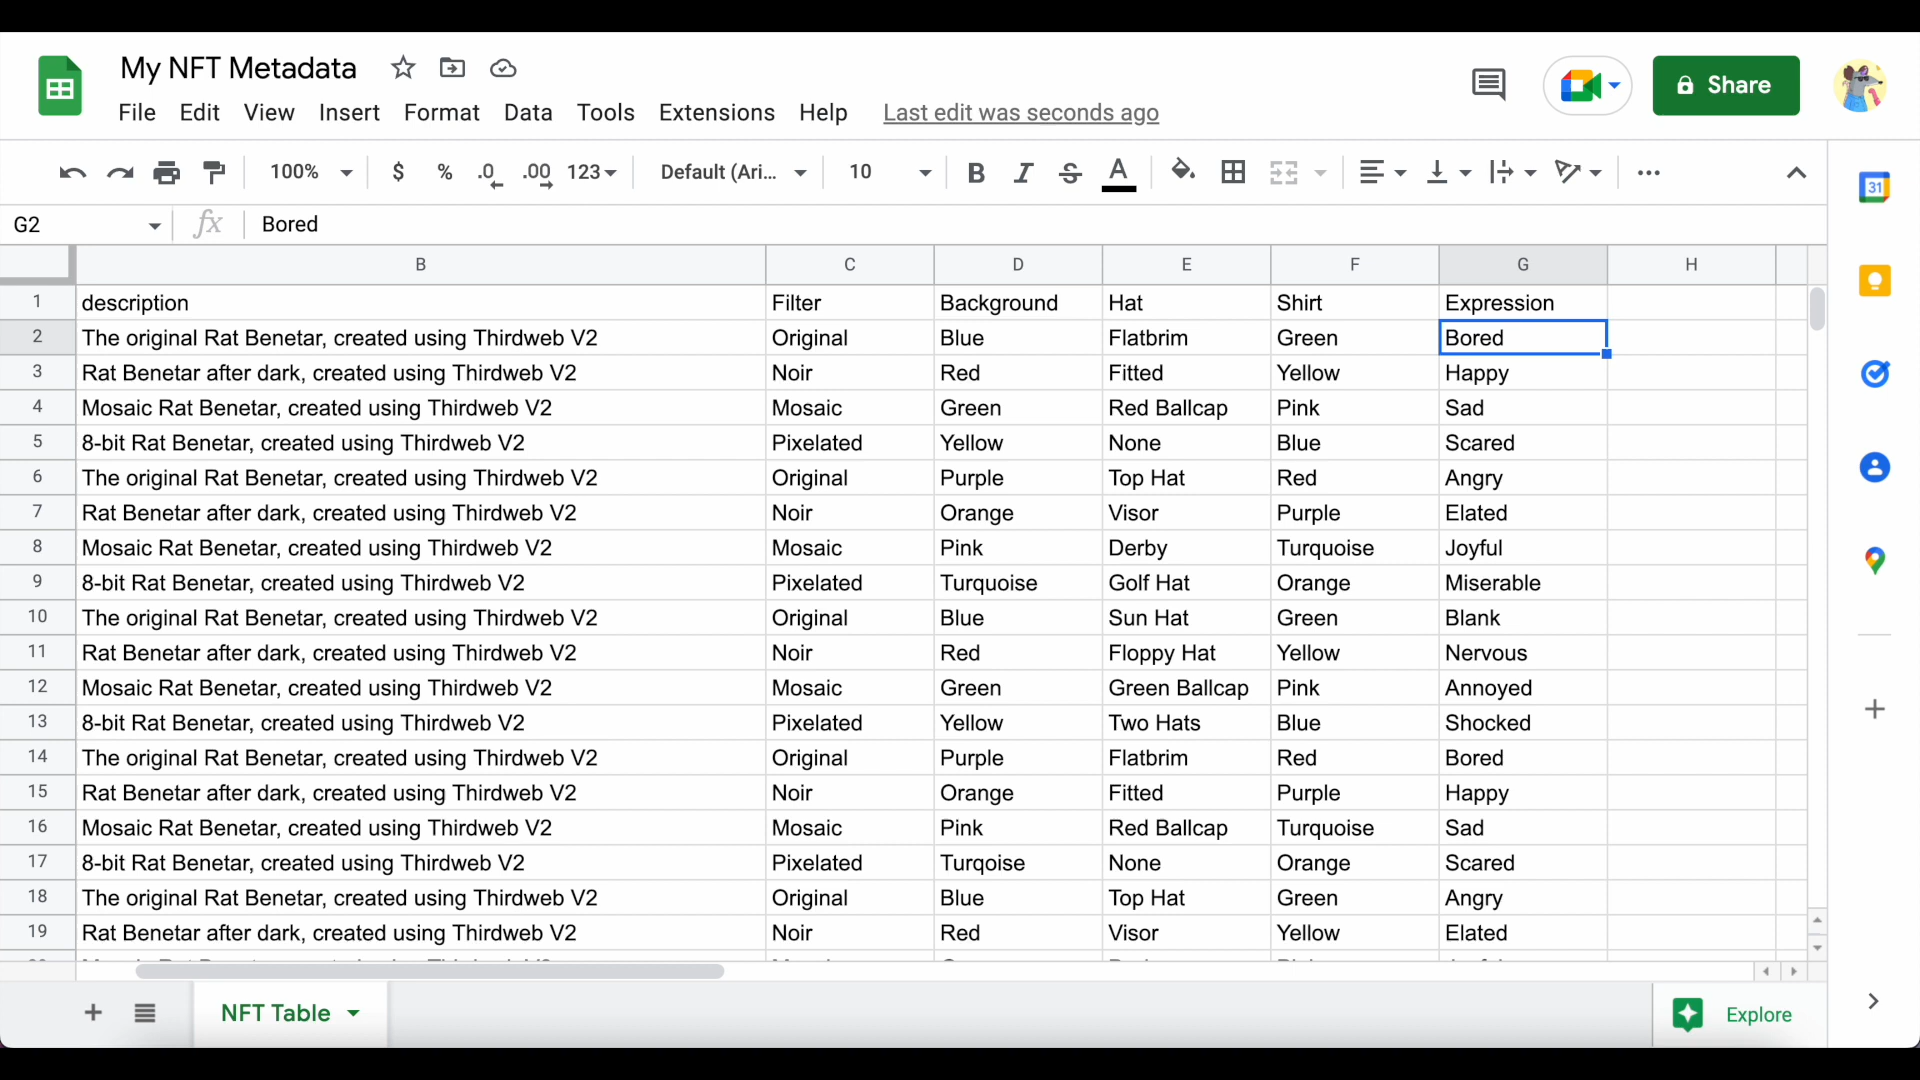 My NFT Metadata
File Edit View Insert Format Data Tools Extensions Help Last edit was seconds ago
Share
100% $ % .0 .00 123 Default (Ari... 10 B I S A
31
G2 fx Bored
B C D E F G H
1 description Filter Background Hat Shirt Expression
2 The original Rat Benetar, created using Thirdweb V2 Original Blue Flatbrim Green Bored
3 Rat Benetar after dark, created using Thirdweb V2 Noir Red Fitted Yellow Happy
4 Mosaic Rat Benetar, created using Thirdweb V2 Mosaic Green Red Ballcap Pink Sad
5 8-bit Rat Benetar, created using Thirdweb V2 Pixelated Yellow None Blue Scared
6 The original Rat Benetar, created using Thirdweb V2 Original Purple Top Hat Red Angry
7 Rat Benetar after dark, created using Thirdweb V2 Noir Orange Visor Purple Elated
8 Mosaic Rat Benetar, created using Thirdweb V2 Mosaic Pink Derby Turquoise Joyful
9 8-bit Rat Benetar, created using Thirdweb V2 Pixelated Turquoise Golf Hat Orange Miserable
10 The original Rat Benetar, created using Thirdweb V2 Original Blue Sun Hat Green Blank
11 Rat Benetar after dark, created using Thirdweb V2 Noir Red Floppy Hat Yellow Nervous
12 Mosaic Rat Benetar, created using Thirdweb V2 Mosaic Green Green Ballcap Pink Annoyed
13 8-bit Rat Benetar, created using Thirdweb V2 Pixelated Yellow Two Hats Blue Shocked
14 The original Rat Benetar, created using Thirdweb V2 Original Purple Flatbrim Red Bored
15 Rat Benetar after dark, created using Thirdweb V2 Noir Orange Fitted Purple Happy
16 Mosaic Rat Benetar, created using Thirdweb V2 Mosaic Pink Red Ballcap Turquoise Sad
17 8-bit Rat Benetar, created using Thirdweb V2 Pixelated Turqoise None Orange Scared
18 The original Rat Benetar, created using Thirdweb V2 Original Blue Top Hat Green Angry
19 Rat Benetar after dark, created using Thirdweb V2 Noir Red Visor Yellow Elated
NFT Table
Explore